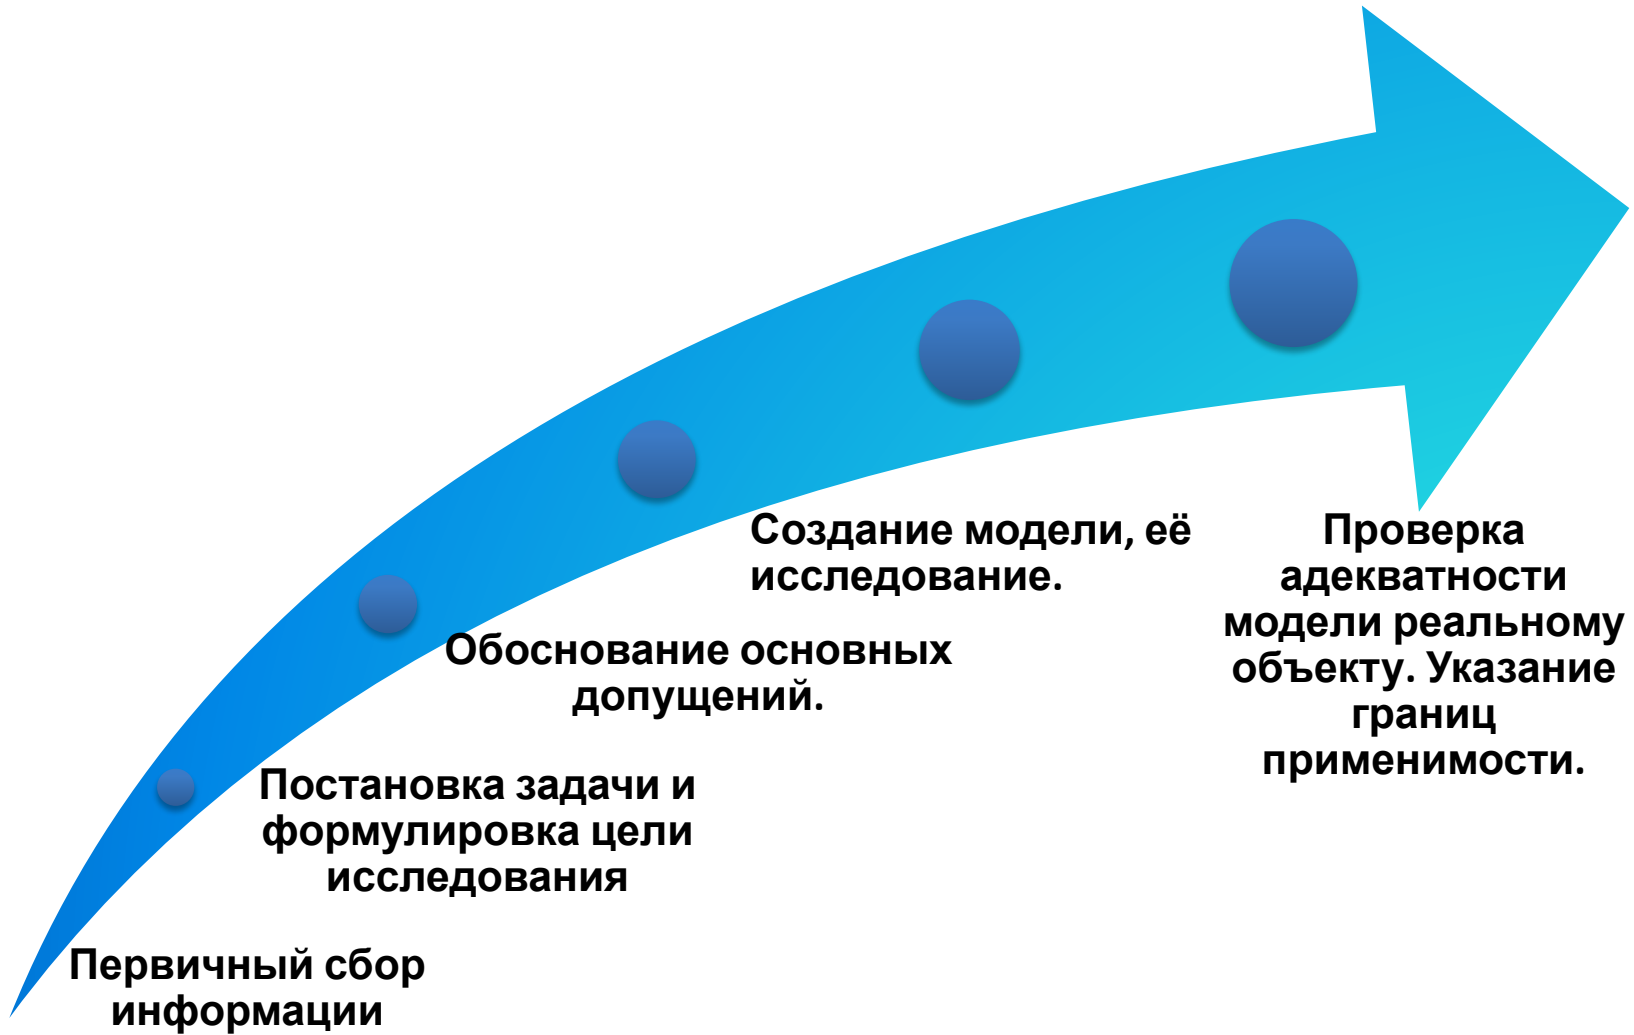 Первичный сбор
информации
Постановка задачи и
формулировка цели
исследования
Обоснование основных
допущений.
Создание модели, её
исследование.
Проверка
адекватности
модели реальному
объекту. Указание
границ
применимости.